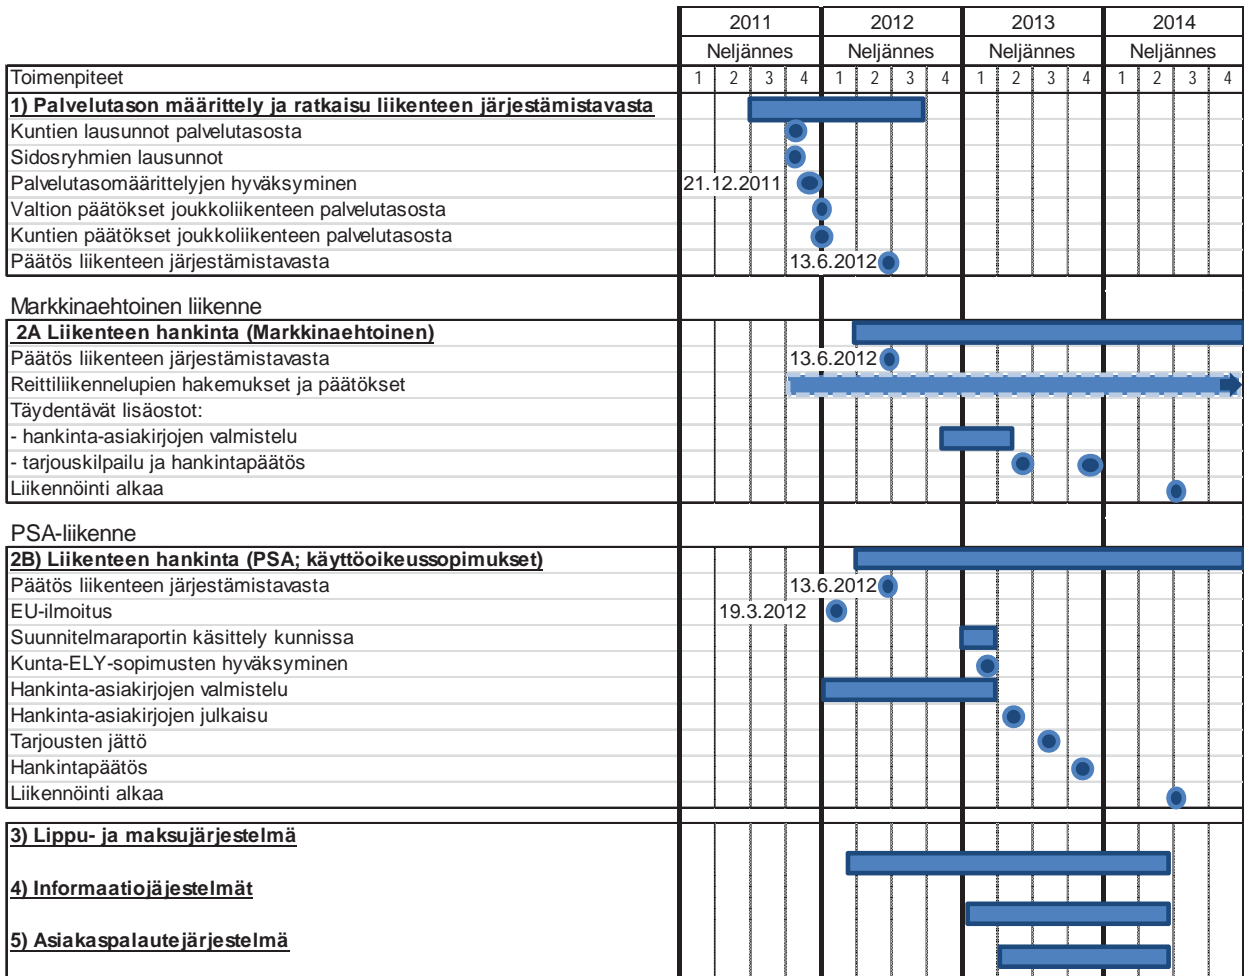 2011 2012 2013 2014
Neljännes Neljännes Neljännes Neljännes
Toimenpiteet 1 2 3 4 1 2 3 4 1 2 3 4 1 2 3 4
1) Palvelutason määrittely ja ratkaisu liikenteen järjestämistavasta
Kuntien lausunnot palvelutasosta
Sidosryhmien lausunnot
Palvelutasomäärittelyjen hyväksyminen 21.12.2011
Valtion päätökset joukkoliikenteen palvelutasosta
Kuntien päätökset joukkoliikenteen palvelutasosta
Päätös liikenteen järjestämistavasta 13.6.2012
Markkinaehtoinen liikenne
2A Liikenteen hankinta (Markkinaehtoinen)
Päätös liikenteen järjestämistavasta 13.6.2012
Reittiliikennelupien hakemukset ja päätökset
Täydentävät lisäostot:
- hankinta-asiakirjojen valmistelu
- tarjouskilpailu ja hankintapäätös
Liikennöinti alkaa
PSA-liikenne
2B) Liikenteen hankinta (PSA; käyttöoikeussopimukset)
Päätös liikenteen järjestämistavasta 13.6.2012
EU-ilmoitus 19.3.2012
Suunnitelmaraportin käsittely kunnissa
Kunta-ELY-sopimusten hyväksyminen
Hankinta-asiakirjojen valmistelu
Hankinta-asiakirjojen julkaisu
Tarjousten jättö
Hankintapäätös
Liikennöinti alkaa
3) Lippu- ja maksujärjestelmä
4) Informaatiojäjestelmät
5) Asiakaspalautejärjestelmä